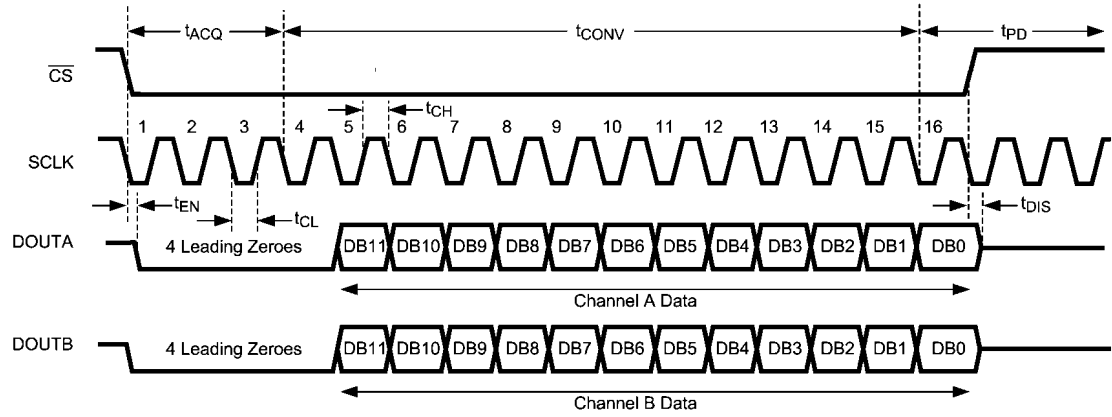 tACQ tCONV tPD
CS
tCH
1 2 3 4 5 6 7 8 9 10 11 12 13 14 15 16
SCLK
tEN tCL tDIS
DOUTA 4 Leading Zeroes DB11 DB10 DB9 DB8 DB7 DB6 DB5 DB4 DB3 DB2 DB1 DB0
Channel A Data
DOUTB 4 Leading Zeroes DB11 DB10 DB9 DB8 DB7 DB6 DB5 DB4 DB3 DB2 DB1 DB0
Channel B Data